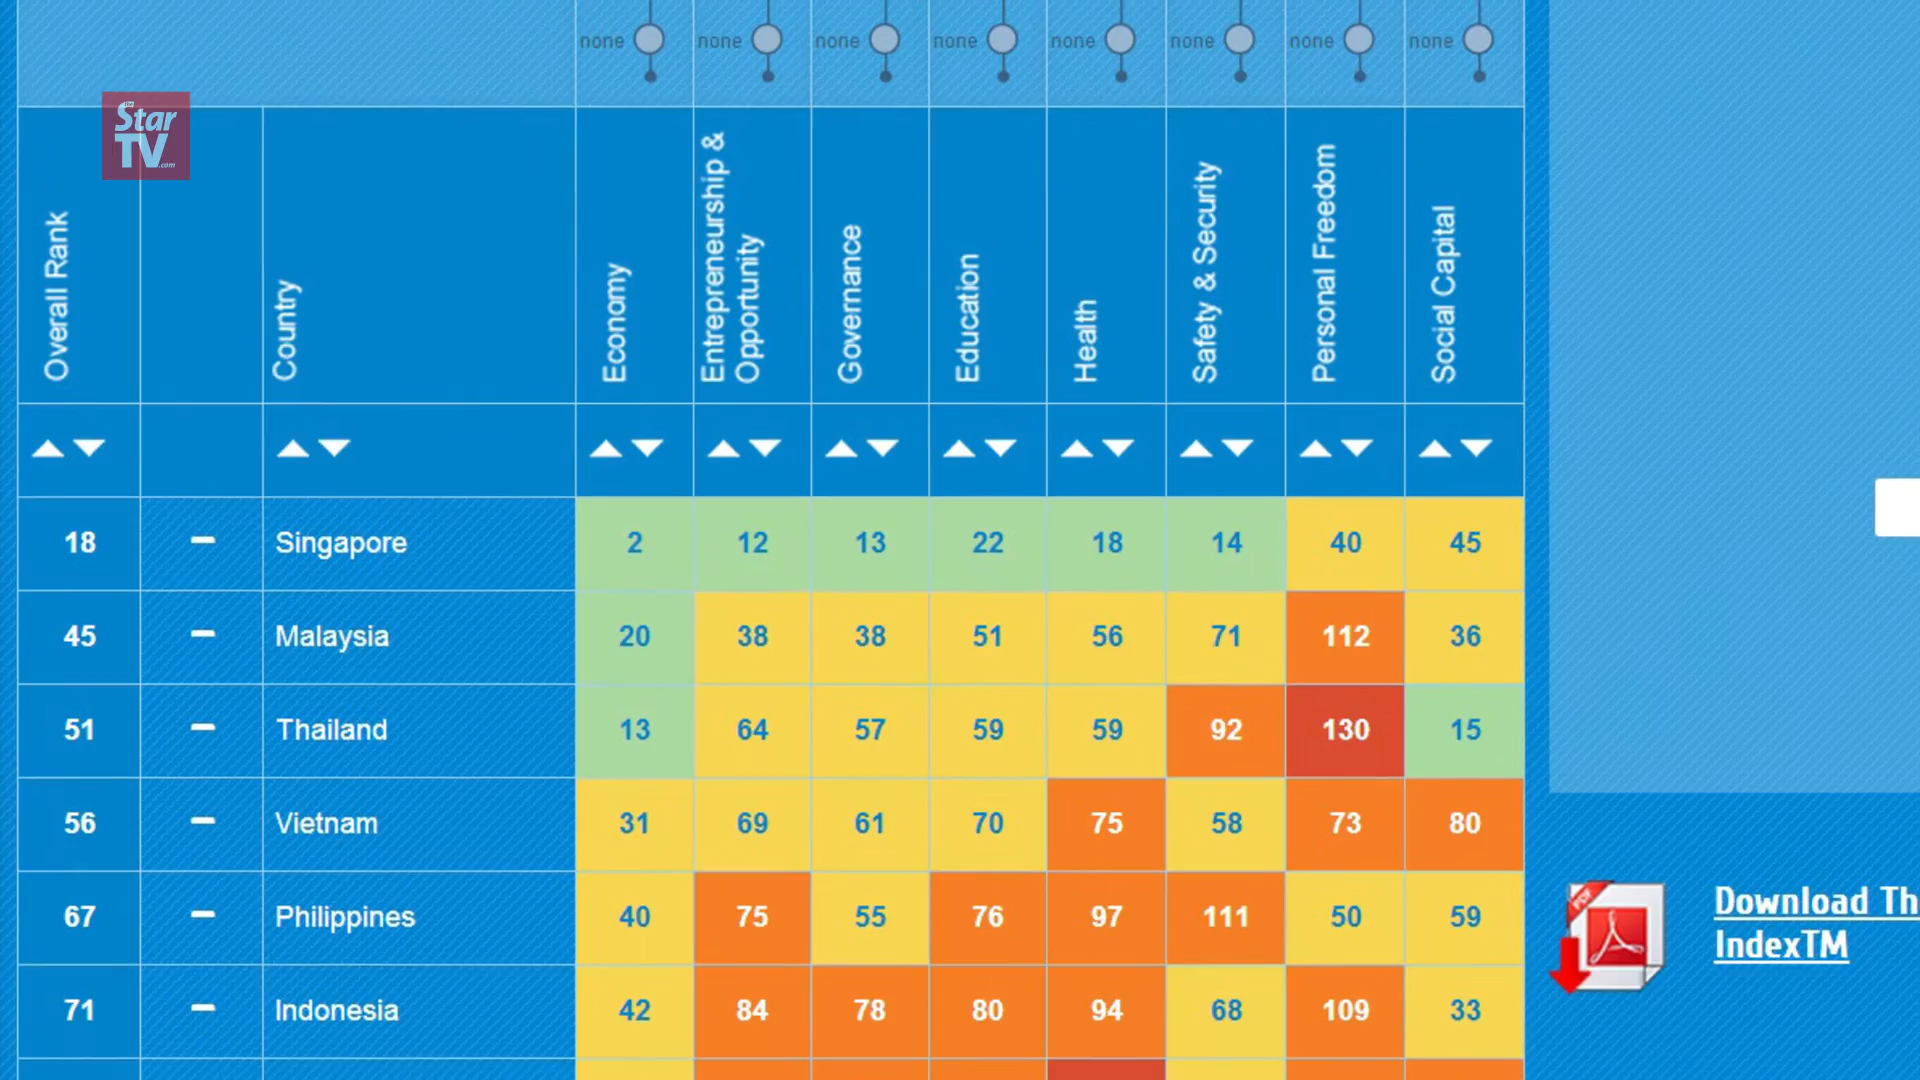 none none none none none none none none
The Star TV.com
Overall Rank
Country
Economy
Entrepreneurship &
Opportunity
Governance
Education
Health
Safety & Security
Personal Freedom
Social Capital
18 Singapore 2 12 13 22 18 14 40 45
45 Malaysia 20 38 38 51 56 71 112 36
51 Thailand 13 64 57 59 59 92 130 15
56 Vietnam 31 69 61 70 75 58 73 80
67 Philippines 40 75 55 76 97 111 50 59
71 Indonesia 42 84 78 80 94 68 109 33
PDF
Download Th
IndexTM